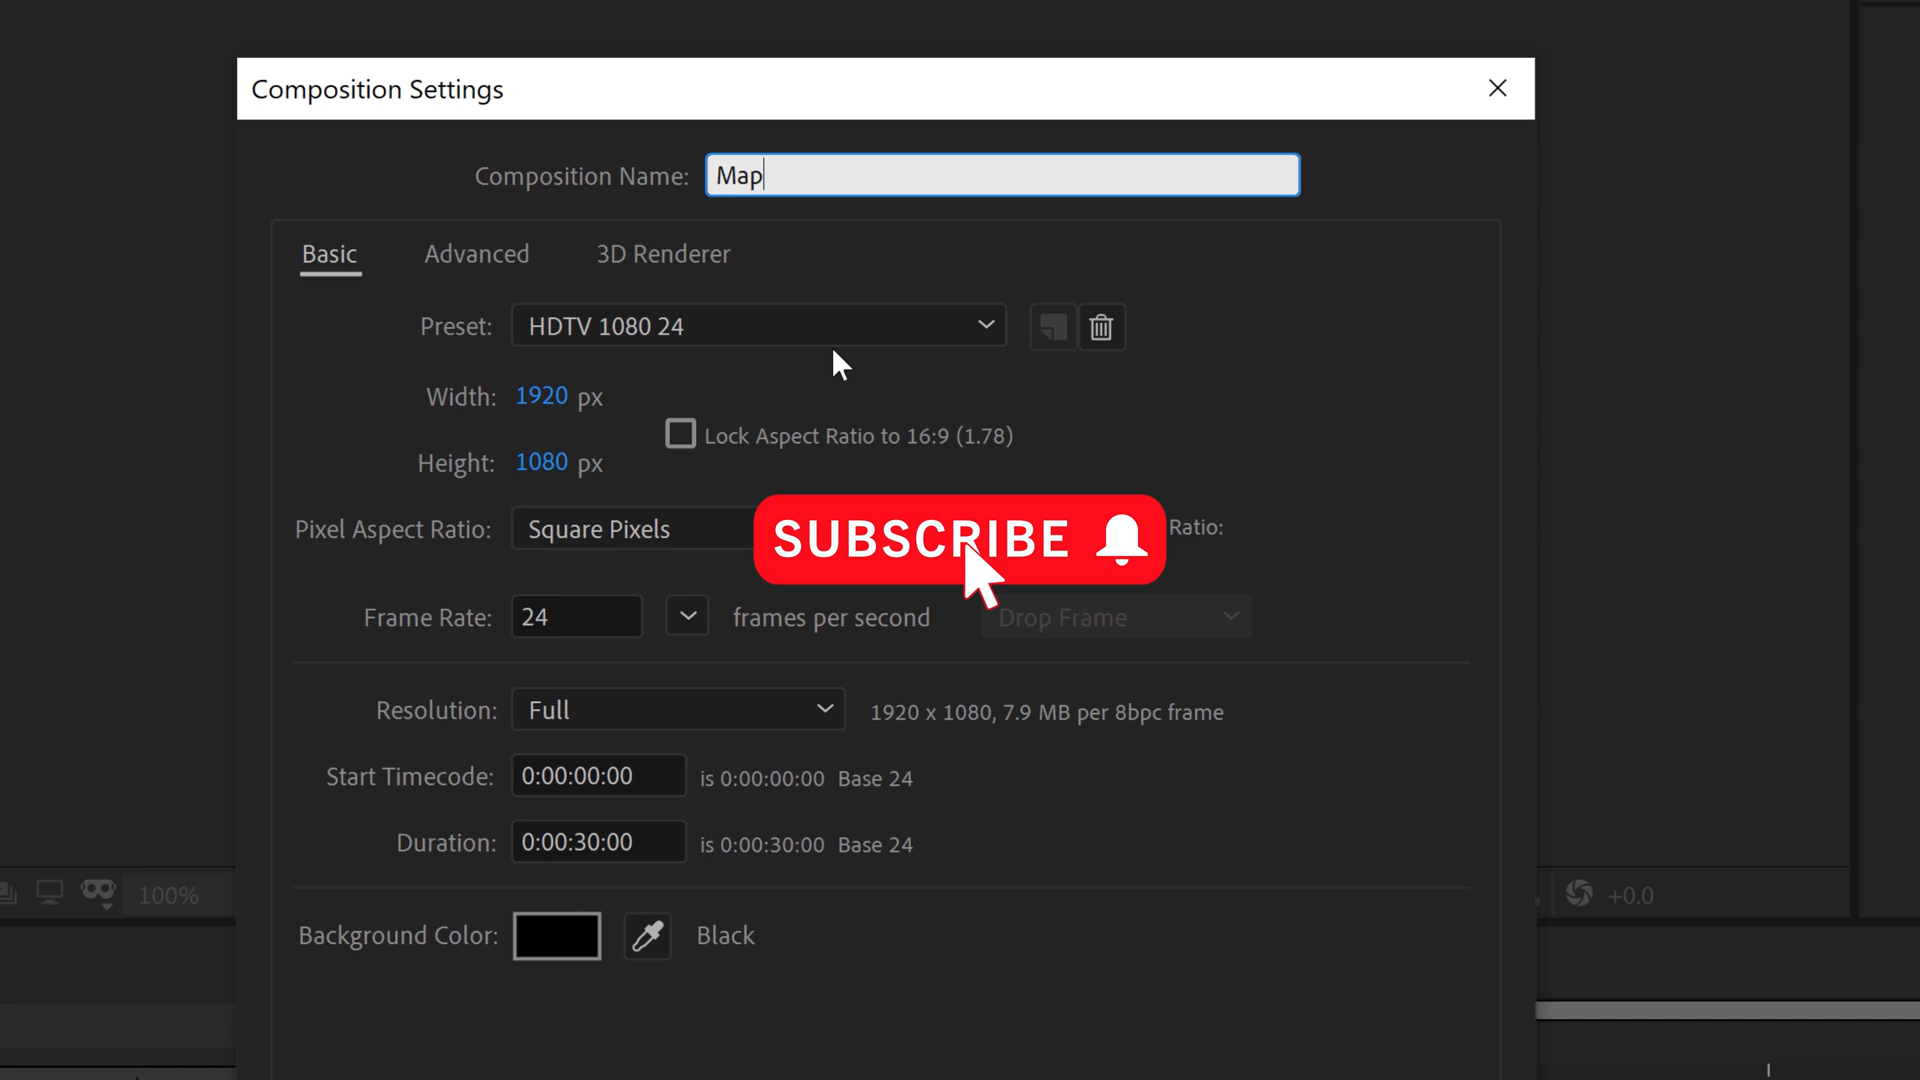 Composition Settings
Composition Name: Map
Basic Advanced 3D Renderer
Preset: HDTV 1080 24
Width: 1920 px
Lock Aspect Ratio to 16:9 (1.78)
Height: 1080 px
Pixel Aspect Ratio: Square Pixels Ratio:
SUBSCRIBE
Frame Rate: 24 frames per second Drop Frame
Resolution: Full 1920 x 1080, 7.9 MB per 8bpc frame
Start Timecode: 0:00:00:00 is 0:00:00:00 Base 24
Duration: 0:00:30:00 is 0:00:30:00 Base 24
100% +0.0
Background Color: Black